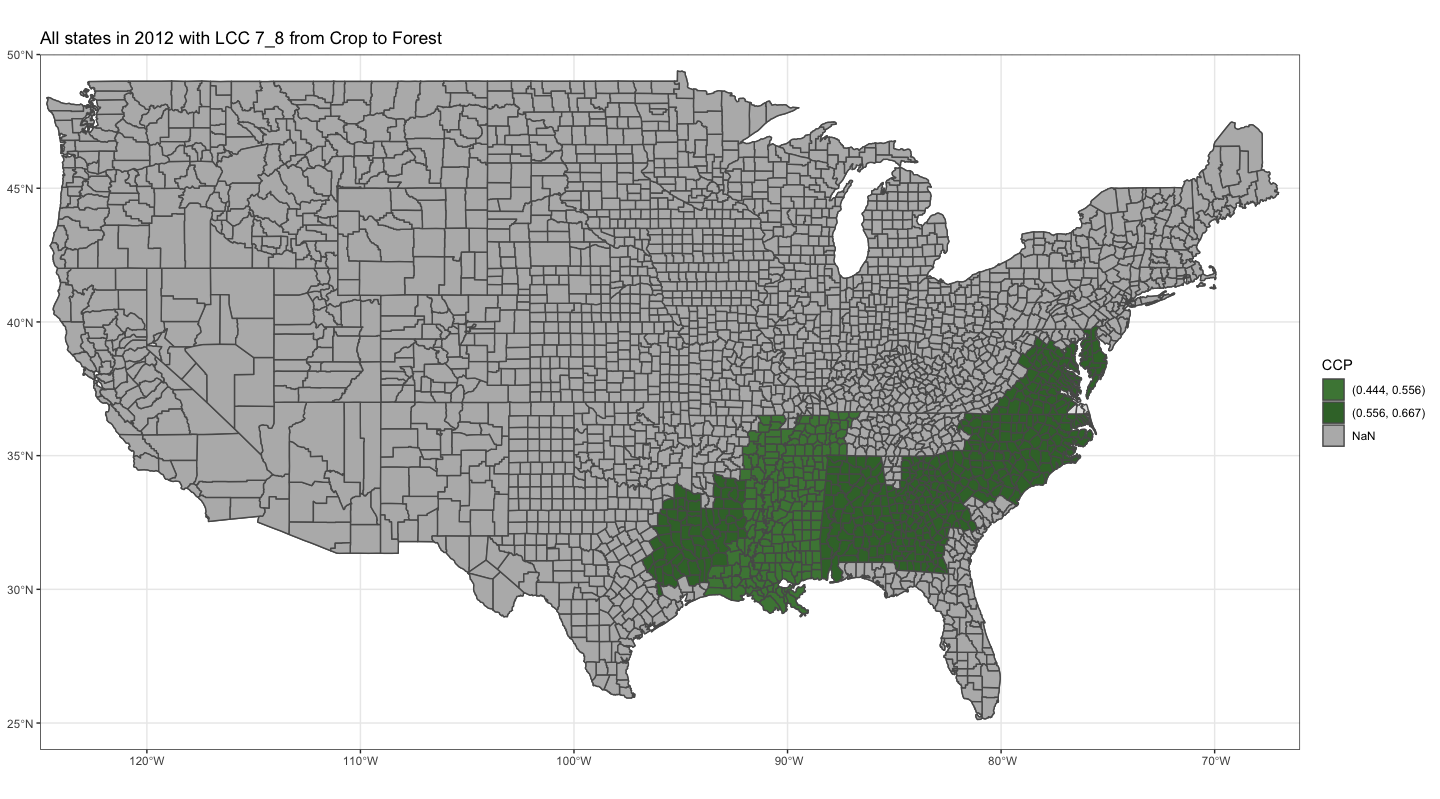 All states in 2012 with LCC 7_8 from Crop to Forest
50°N
45°N
40°N
35°N
30°N
25°N
120°W
110°W
100°W
90°W
80°W
70°W
CCP
(0.444, 0.556)
(0.556, 0.667)
NaN